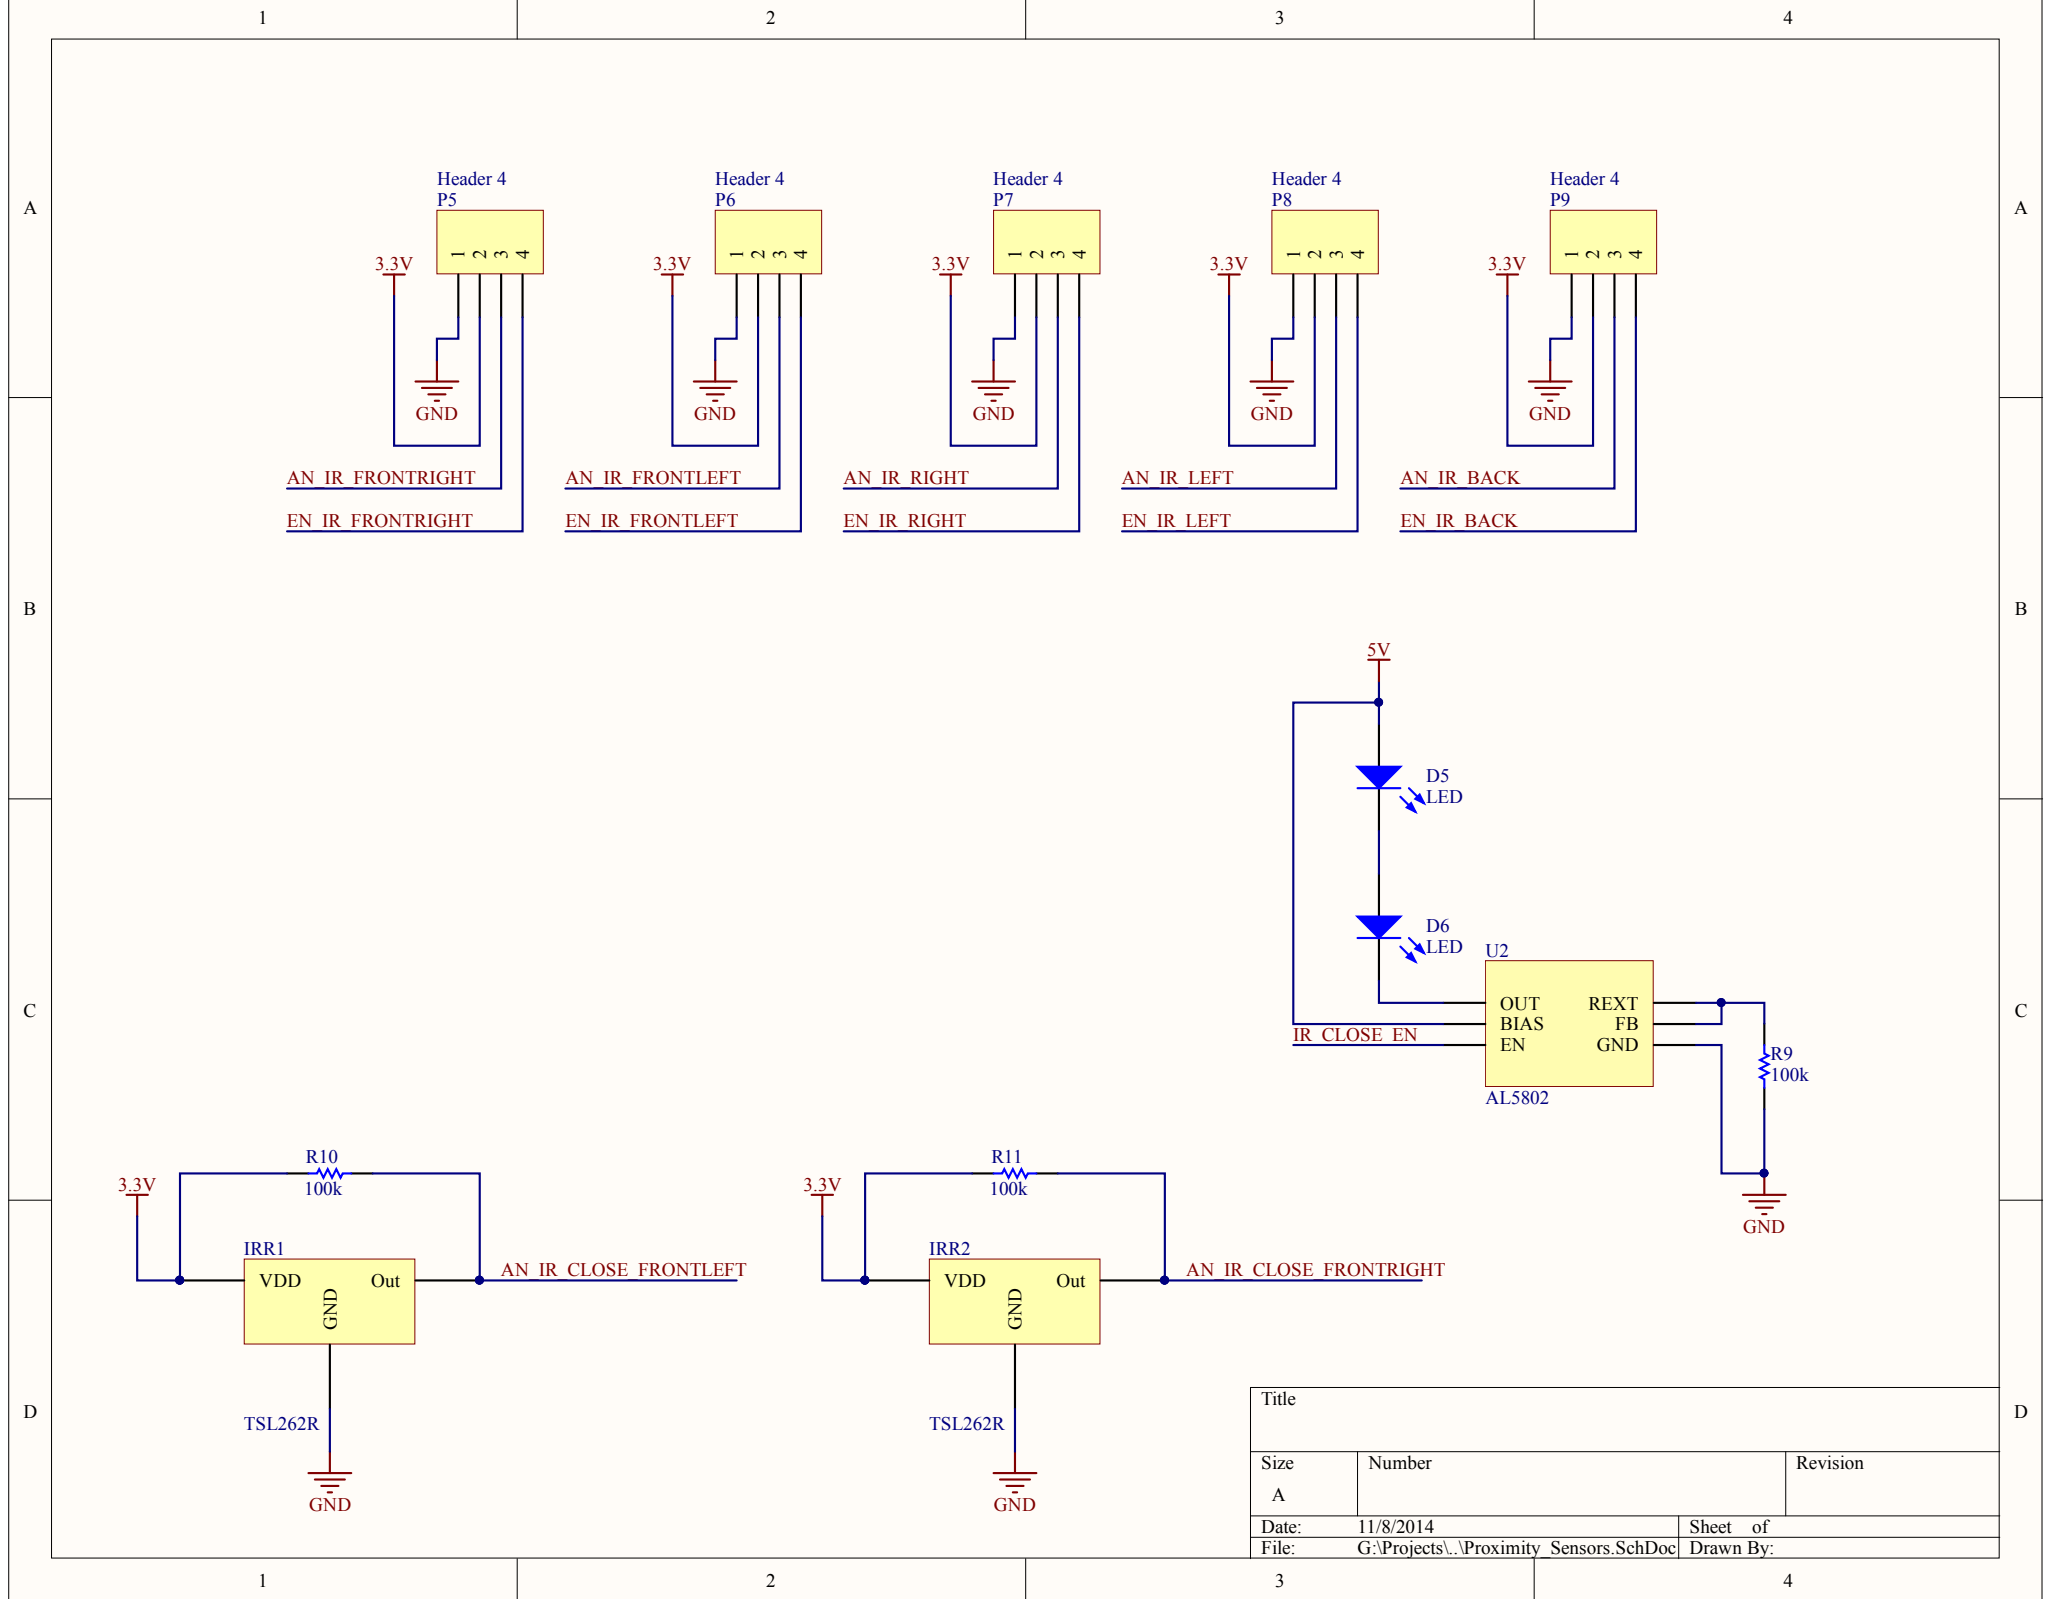 1 2 3 4
A A
Header 4 Header 4 Header 4 Header 4 Header 4
P5 P6 P7 P8 P9
1 2 3 4 1 2 3 4 1 2 3 4 1 2 3 4 1 2 3 4
3.3V 3.3V 3.3V 3.3V 3.3V
GND GND GND GND GND
AN_IR_FRONTRIGHT AN_IR_FRONTLEFT AN_IR_RIGHT AN_IR_LEFT AN_IR_BACK
EN_IR_FRONTRIGHT EN_IR_FRONTLEFT EN_IR_RIGHT EN_IR_LEFT EN_IR_BACK
B B
5V
D5
LED
D6
LED
U2
OUT REXT
BIAS FB
EN GND
IR_CLOSE_EN
AL5802
R9
100k
GND
C C
R10
100k
3.3V
IRR1
VDD Out
GND
AN_IR_CLOSE_FRONTLEFT
TSL262R
GND
R11
100k
3.3V
IRR2
VDD Out
GND
AN_IR_CLOSE_FRONTRIGHT
TSL262R
GND
D D
Title
Size Number Revision
A
Date: 11/8/2014 Sheet of
File: G:\Projects\..\Proximity_Sensors.SchDoc Drawn By:
1 2 3 4